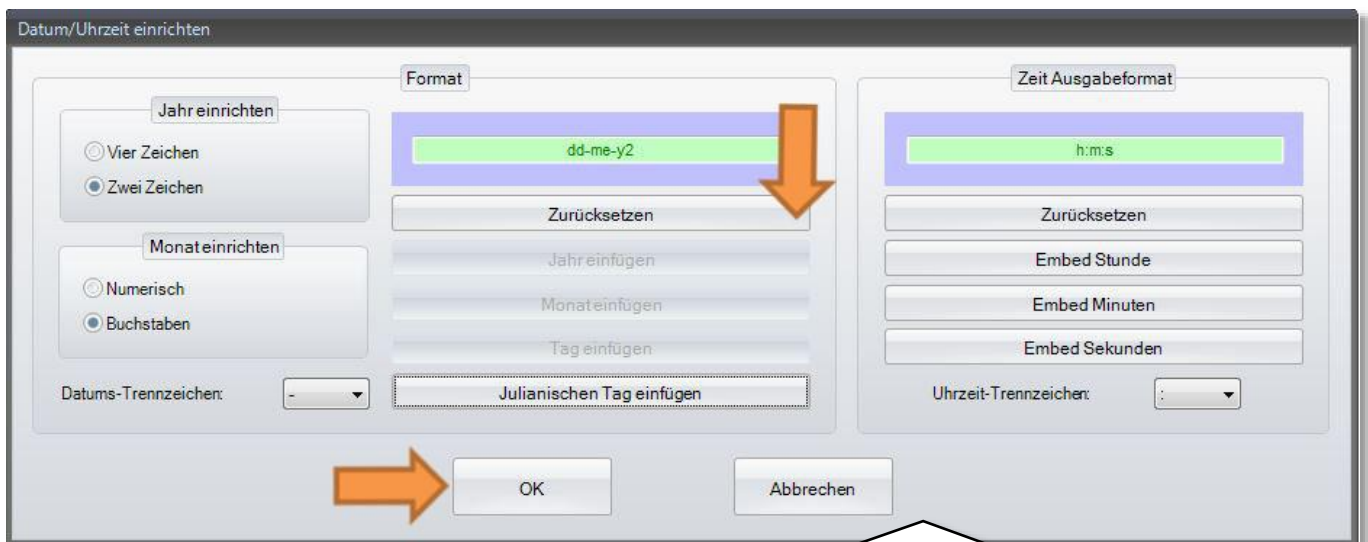 Datum/Uhrzeit einrichten
Format
Jahr einrichten
Vier Zeichen
Zwei Zeichen
Monat einrichten
Numerisch
Buchstaben
Datums-Trennzeichen:
-
dd-me-y2
Zurücksetzen
Jahr einfügen
Monat einfügen
Tag einfügen
Julianischen Tag einfügen
Zeit Ausgabeformat
h:m:s
Zurücksetzen
Embed Stunde
Embed Minuten
Embed Sekunden
Uhrzeit-Trennzeichen:
:
OK
Abbrechen